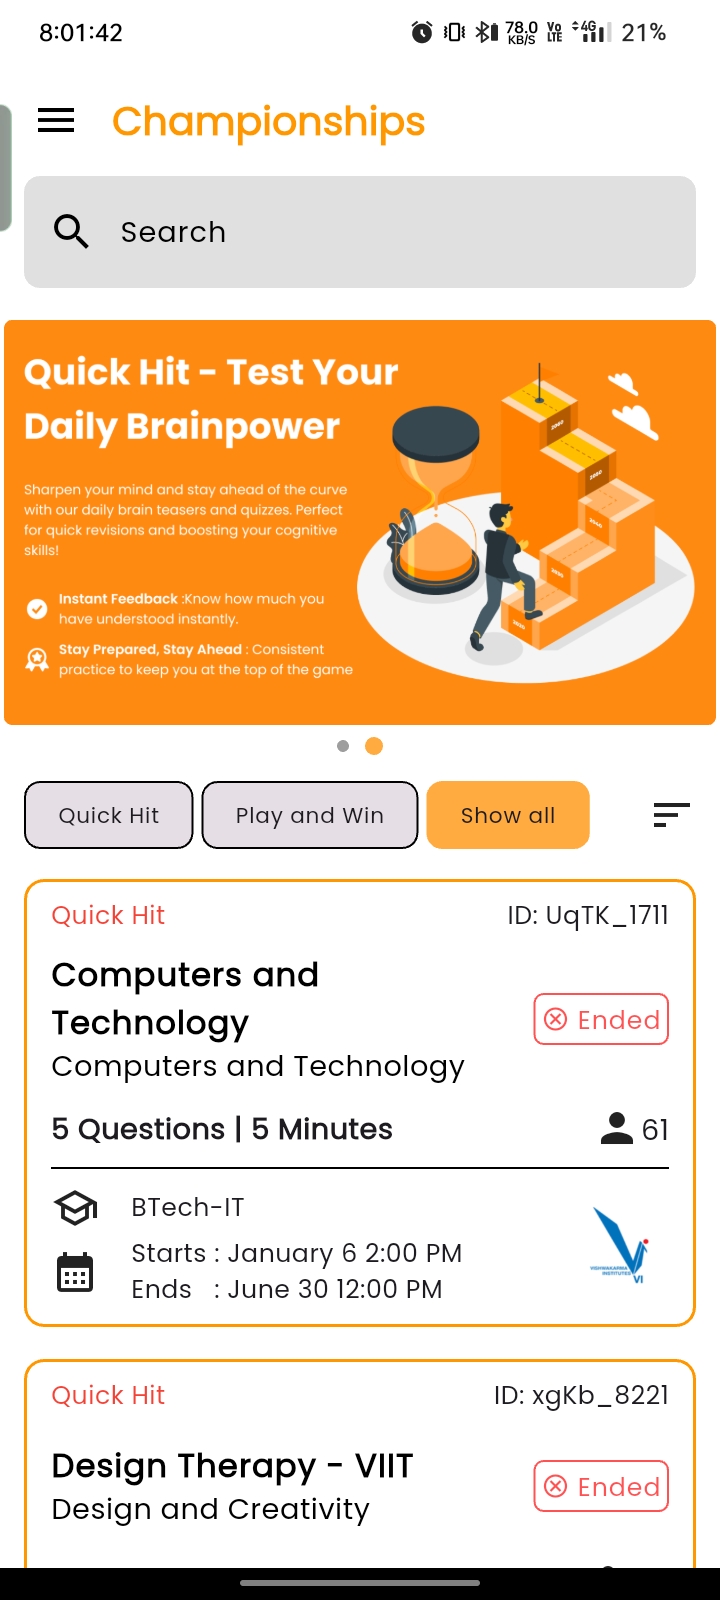 8:01:42
78.0 KB/S
Vo LTE
4G
21%
Championships
Search
Quick Hit - Test Your
Daily Brainpower
Sharpen your mind and stay ahead of the curve
with our daily brain teasers and quizzes. Perfect
for quick revisions and boosting your cognitive
skills!
Instant Feedback :Know how much you
have understood instantly.
Stay Prepared, Stay Ahead : Consistent
practice to keep you at the top of the game
Quick Hit
Play and Win
Show all
Quick Hit
ID: UqTK_1711
Computers and
Technology
Ended
Computers and Technology
5 Questions | 5 Minutes
61
BTech-IT
Starts : January 6 2:00 PM
Ends : June 30 12:00 PM
VISHWAKARMA
INSTITUTES
VI
Quick Hit
ID: xgKb_8221
Design Therapy - VIIT
Ended
Design and Creativity